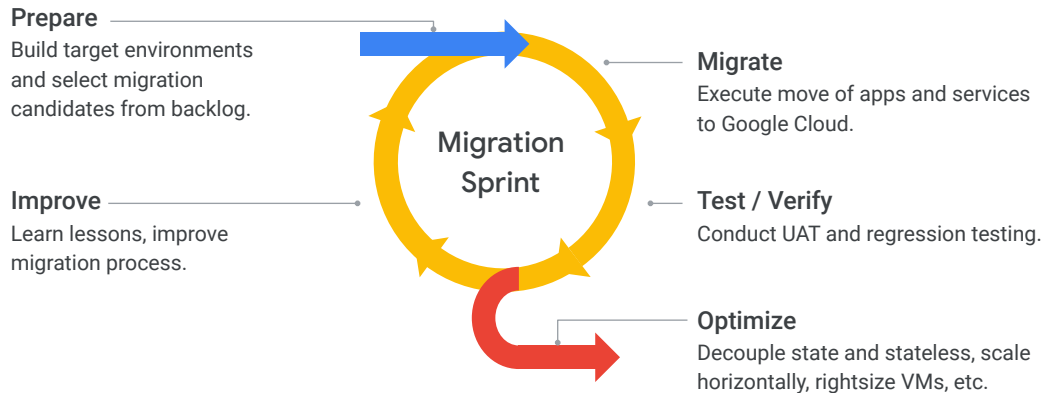 Prepare
Build target environments
and select migration
candidates from backlog.
Migration
Sprint
Migrate
Execute move of apps and services
to Google Cloud.
Improve
Learn lessons, improve
migration process.
Test / Verify
Conduct UAT and regression testing.
Optimize
Decouple state and stateless, scale
horizontally, rightsize VMs, etc.